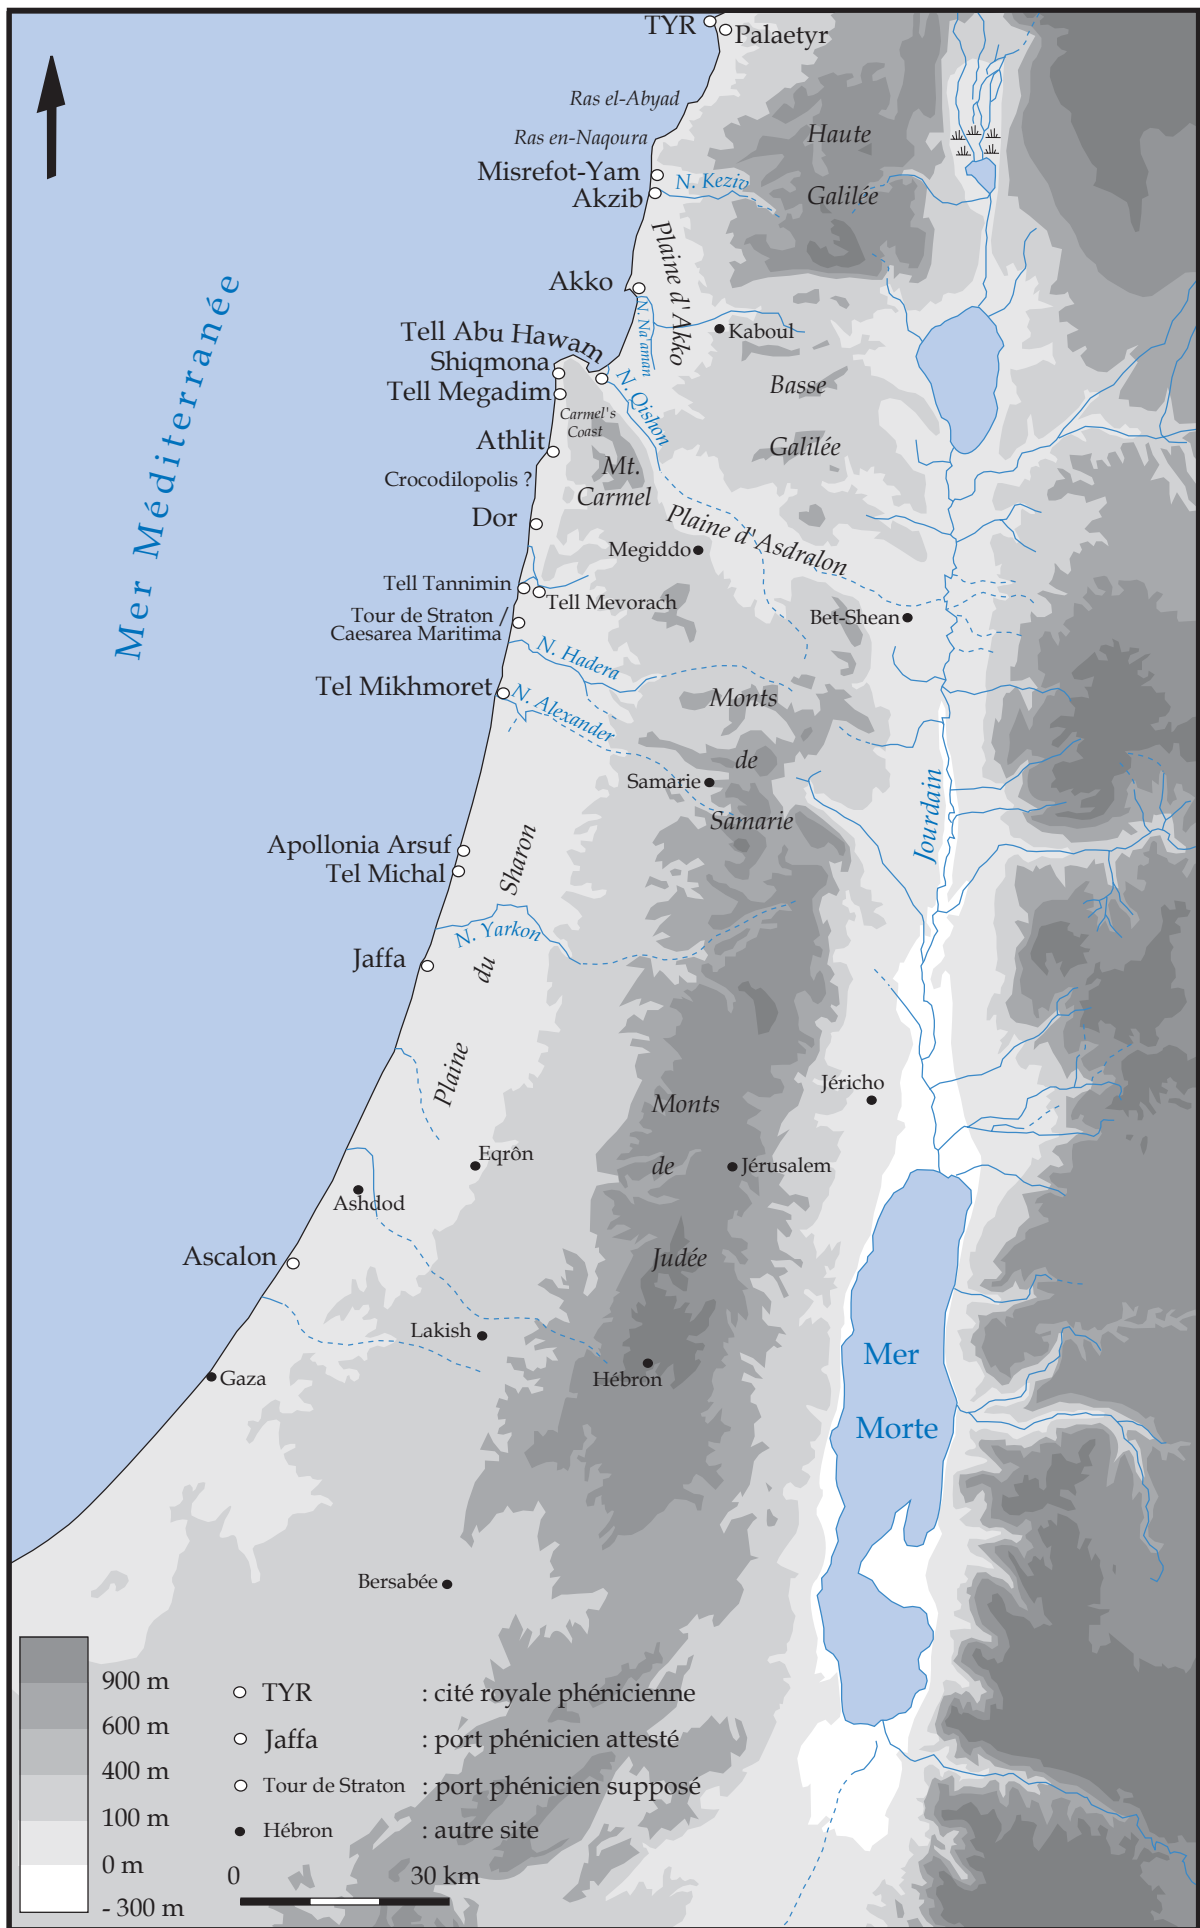 TYR
Palaetyr
Ras el-Abyad
Haute
Ras en-Naqoura
Misrefot-Yam
N. Keziv
Akzib
Galilée
Plaine d' Akko
Akko
N. Na'aman
Mer Méditerranée
Tell Abu Hawam
Kaboul
Shiqmona
N. Qishon
Tell Megadim
Basse
Carmel's
Coast
Athlit
Galilée
Mt.
Crocodilopolis ?
Carmel
Dor
Plaine d' Asdralon
Megiddo
Tell Tannimin
Tell Mevorach
Tour de Straton
Bet-Shean
Caesarea Maritima
N. Hadera
Tel Mikhmoret
N. Alexander
Monts
de
Samarie
Samarie
Jourdain
Apollonia Arsuf
Sharon
Tel Michal
N. Yarkon
Jaffa
du
Plaine
Jéricho
Monts
Eqrôn
de
Jérusalem
Ashdod
Ascalon
Judée
Lakish
Mer
Hébron
Gaza
Morte
Bersabée
900 m
600 m
400 m
100 m
0 m
- 300 m
TYR : cité royale phénicienne
Jaffa : port phénicien attesté
Tour de Straton : port phénicien supposé
Hébron : autre site
0 30 km